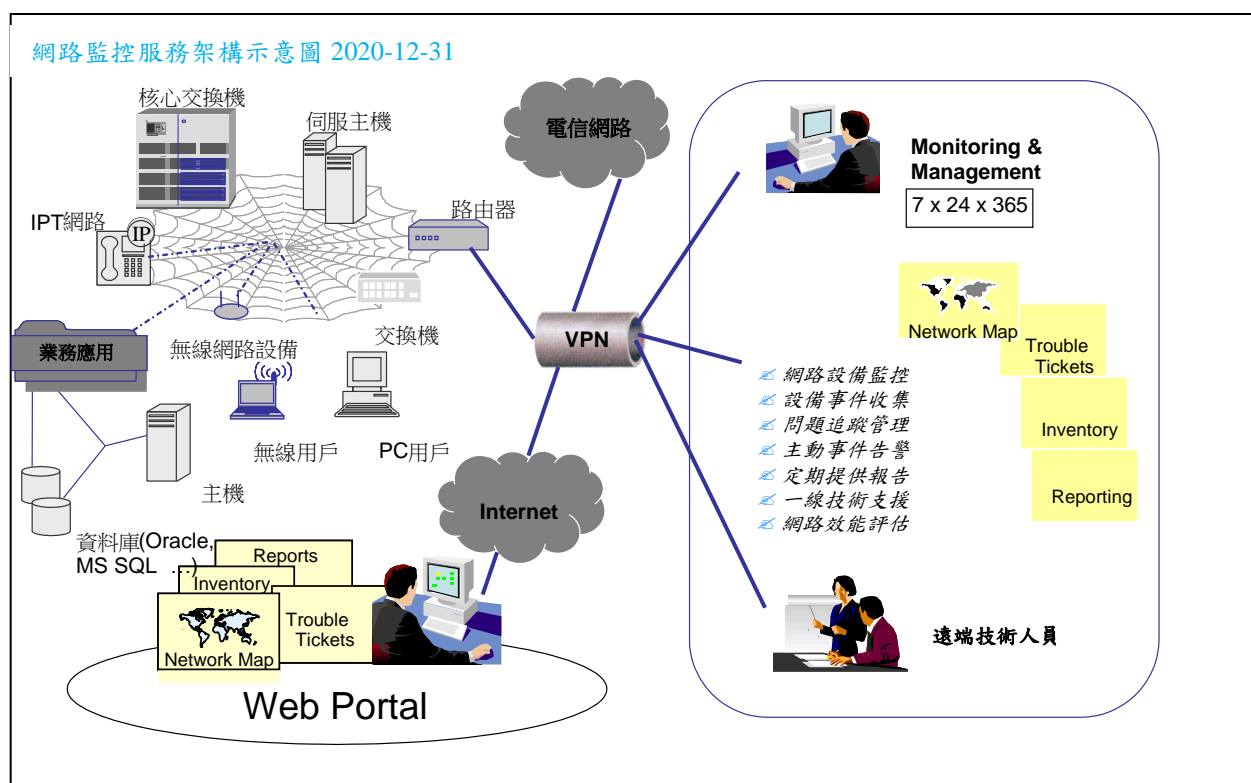 網路監控服務架構示意圖 2020-12-31
核心交換機
伺服主機
IPT網路
IP
路由器
業務應用
無線網路設備
交換機
無線用戶
PC用戶
主機
資料庫(Oracle,
MS SQL …)
Reports
Inventory
Trouble
Tickets
Network Map
Web Portal
電信網路
VPN
Internet
Monitoring &
Management
7 x 24 x 365
Network Map
Trouble
Tickets
Inventory
Reporting
網路設備監控
設備事件收集
問題追蹤管理
主動事件告警
定期提供報告
一線技術支援
網路效能評估
遠端技術人員